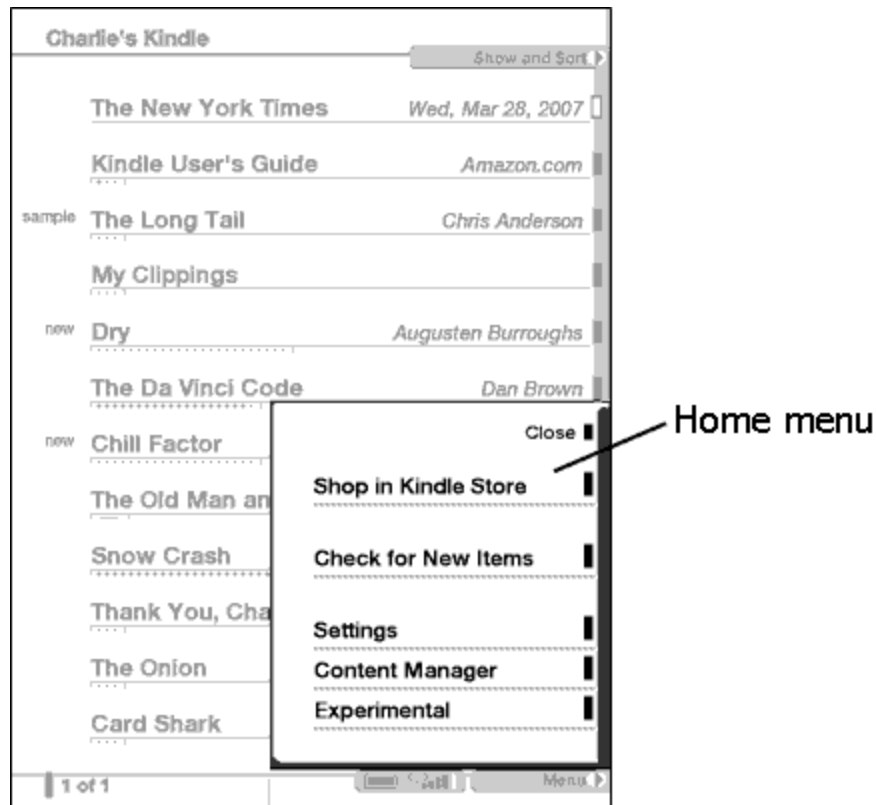 Charlie's Kindle
Show and Sort
The New York Times Wed, Mar 28, 2007
Kindle User's Guide Amazon.com
sample The Long Tail Chris Anderson
My Clippings
new Dry Augusten Burroughs
The Da Vinci Code Dan Brown
Close
Home menu
new Chill Factor
Shop in Kindle Store
The Old Man an
Snow Crash
Check for New Items
Thank You, Cha
Settings
The Onion
Content Manager
Experimental
Card Shark
1 of 1
Menu